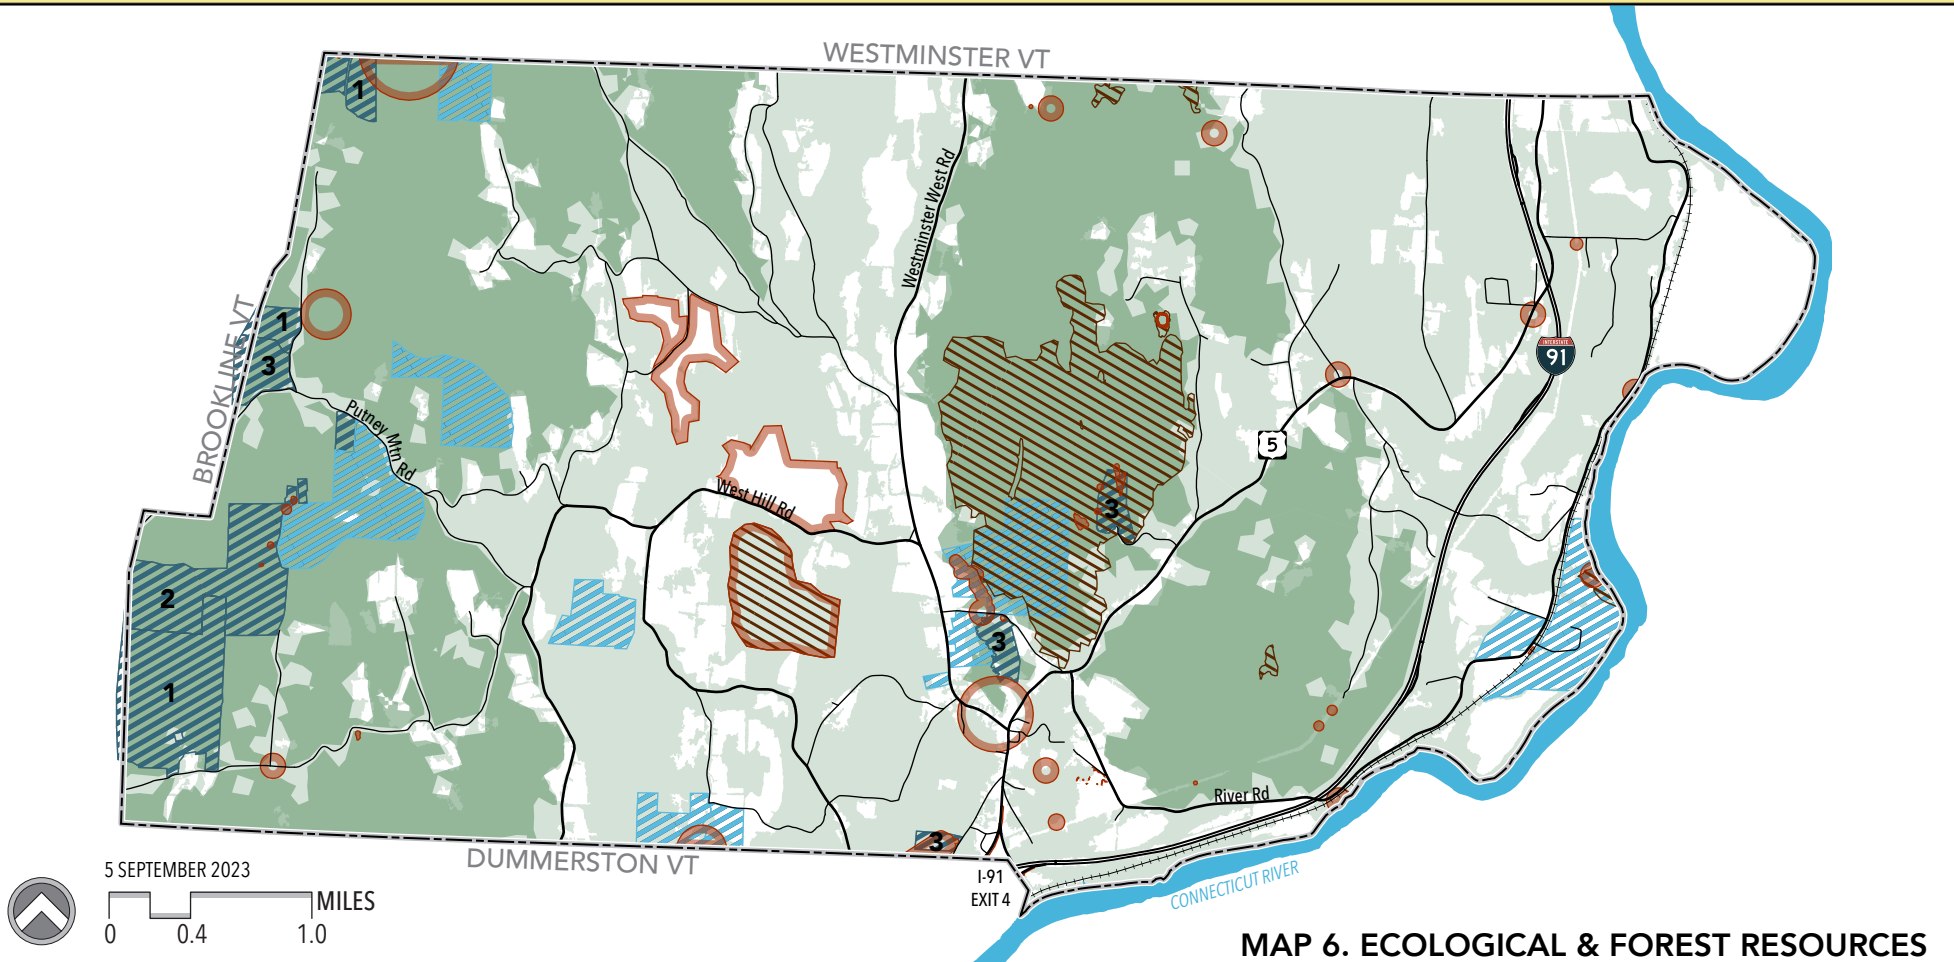 WESTMINSTER VT
1
Westminster West Rd
BROOKLINE VT
1
3
INTERSTATE
91
Putney Mtn Rd
5
West Hill Rd
3
2
3
1
River Rd
3
DUMMERSTON VT
5 SEPTEMBER 2023
MILES
0 0.4 1.0
I-91
EXIT 4
CONNECTICUT RIVER
MAP 6. ECOLOGICAL & FOREST RESOURCES